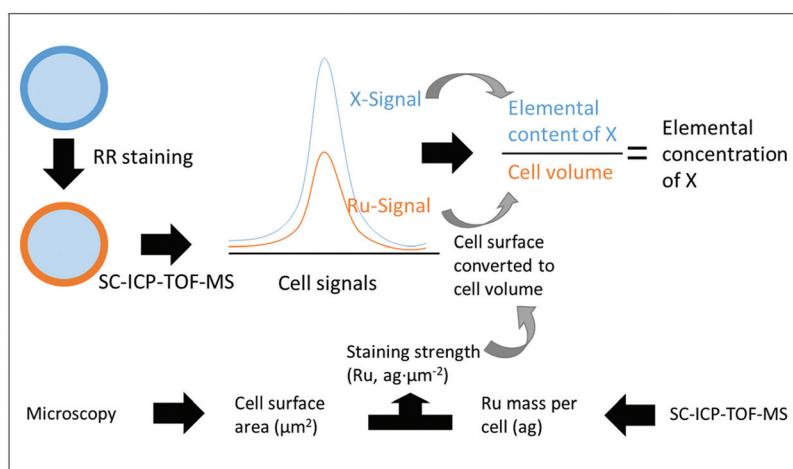 X-Signal
Elemental
content of X
Cell volume
=
Elemental
concentration
of X
RR staining
Ru-Signal
SC-ICP-TOF-MS
Cell signals
Cell surface
converted to
cell volume
Staining strength
(Ru, ag·µm⁻²)
Microscopy
Cell surface
area (µm²)
Ru mass per
cell (ag)
SC-ICP-TOF-MS